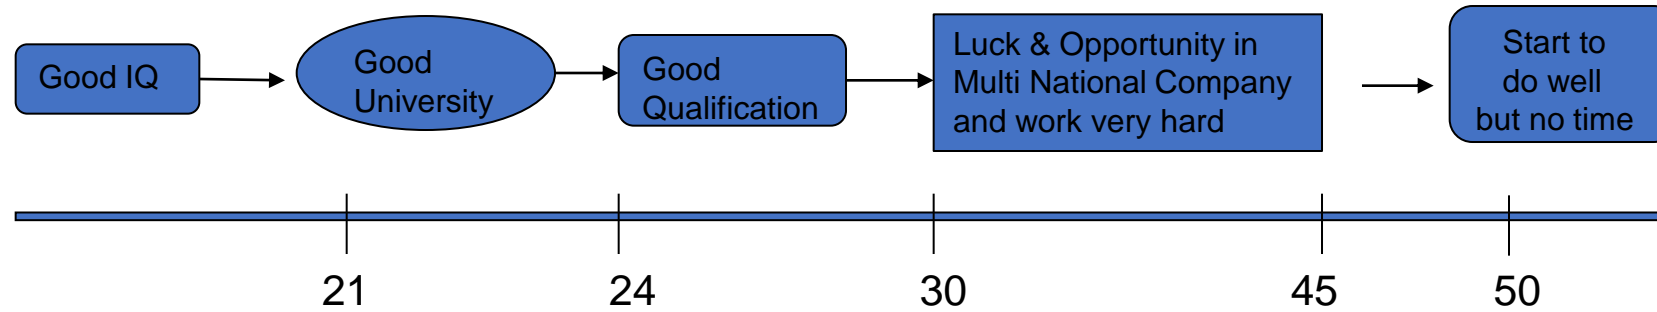 Good IQ
Good
University
Good
Qualification
Luck & Opportunity in
Multi National Company
and work very hard
Start to
do well
but no time
21
24
30
45
50